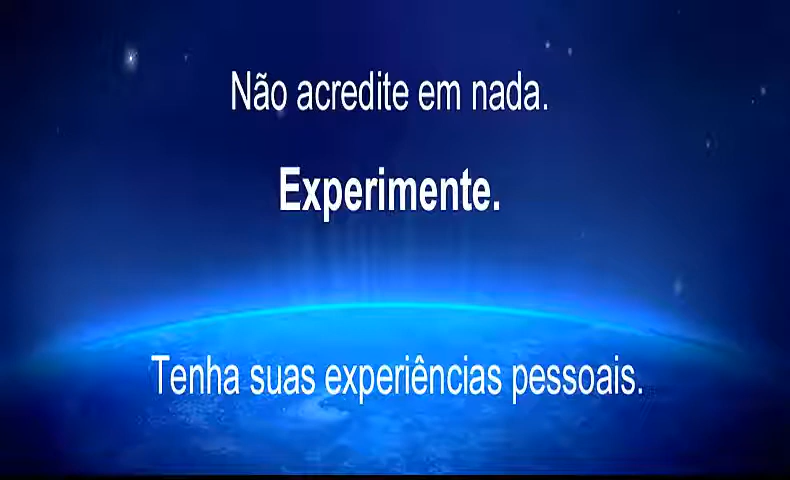 Não acredite em nada.
Experimente.
Tenha suas experiências pessoais.